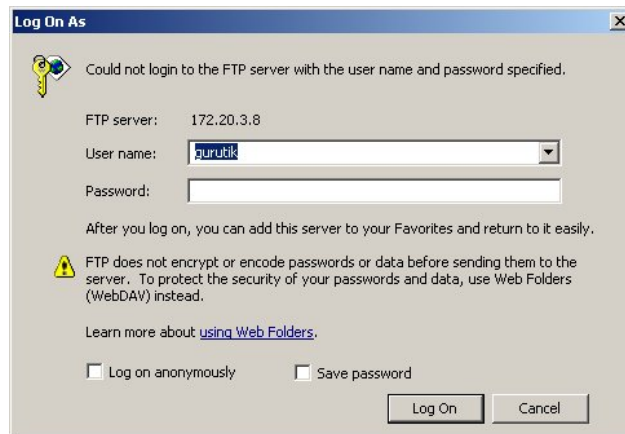 Log On As
Could not login to the FTP server with the user name and password specified.
FTP server: 172.20.3.8
User name: gurutik
Password:
After you log on, you can add this server to your Favorites and return to it easily.
FTP does not encrypt or encode passwords or data before sending them to the
server. To protect the security of your passwords and data, use Web Folders
(WebDAV) instead.
Learn more about using Web Folders.
Log on anonymously Save password
Log On Cancel